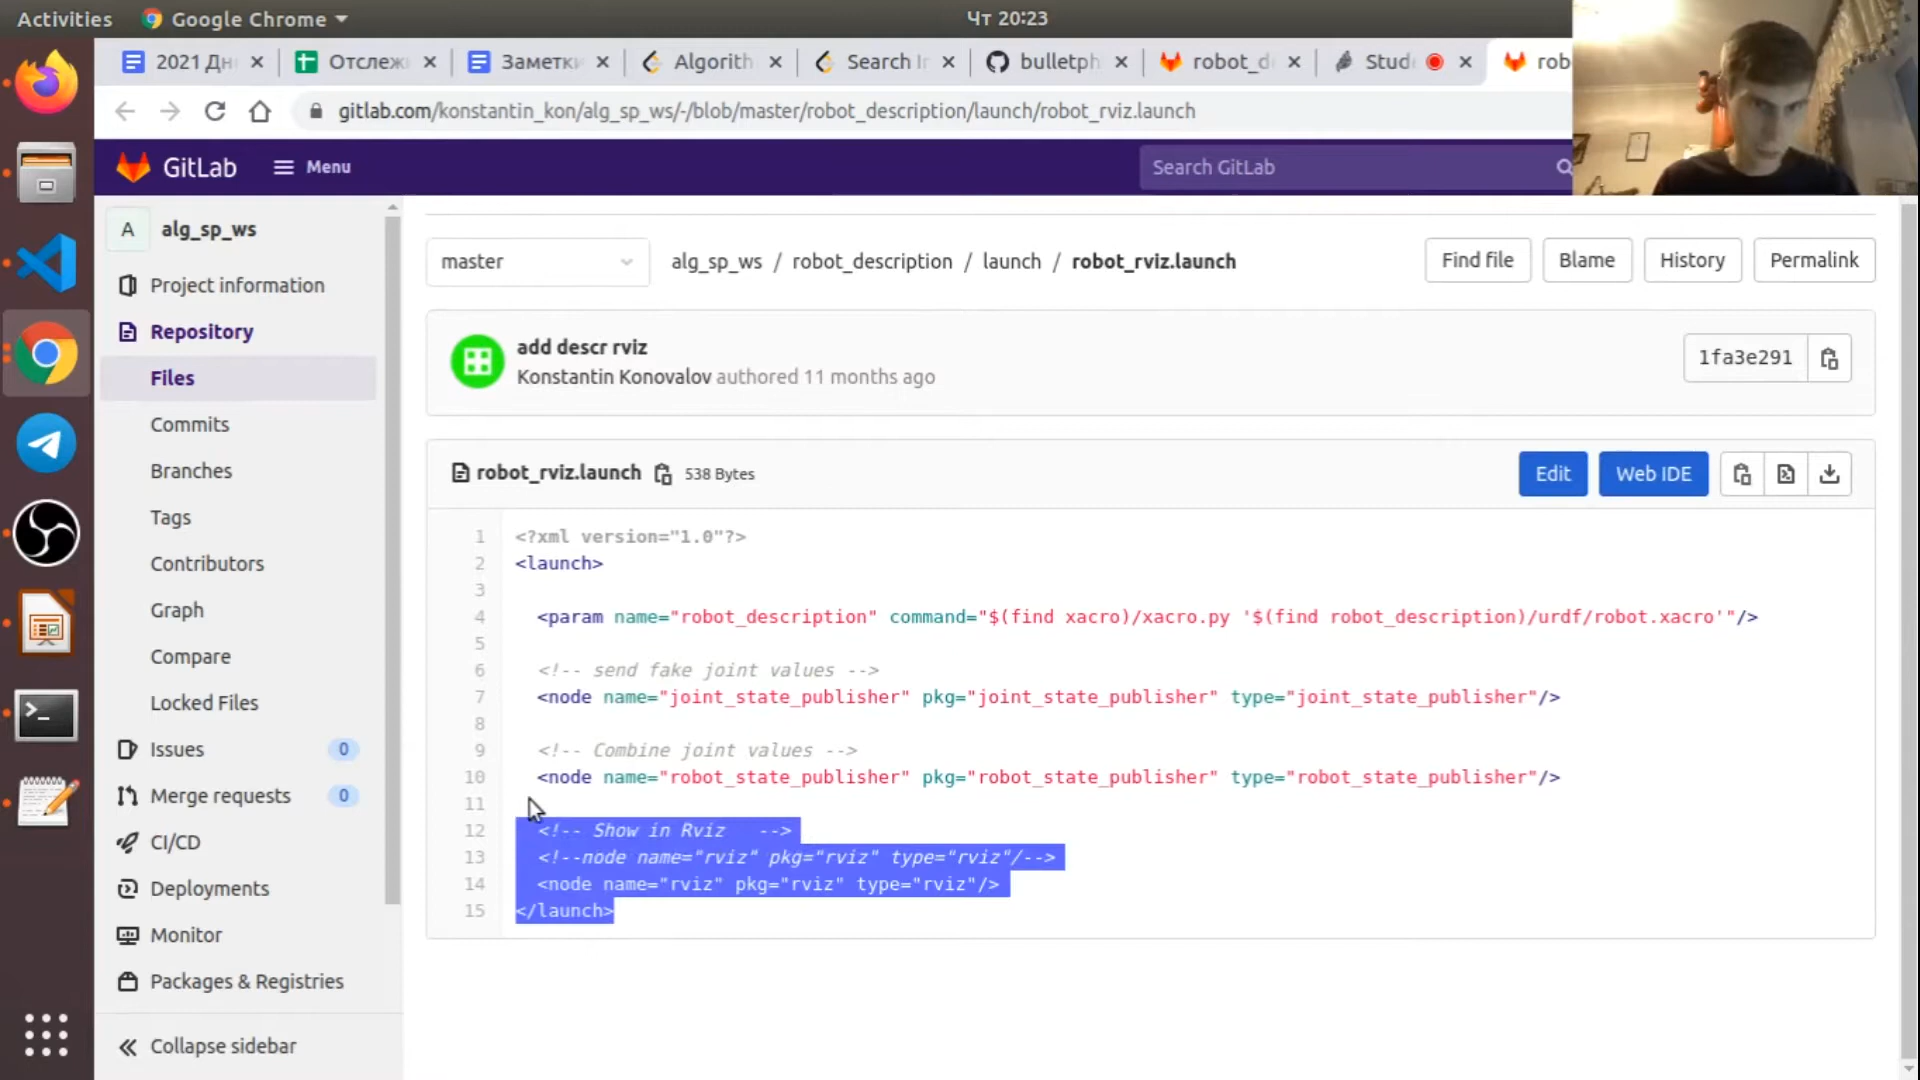 Activities
Google Chrome
Чт 20:23
2021 Дн
Отслеж
Заметки
Algorith
Search I
bulletph
robot_d
Stud
rob
gitlab.com/konstantin_kon/alg_sp_ws/-/blob/master/robot_description/launch/robot_rviz.launch
GitLab
Menu
Search GitLab
A alg_sp_ws
Project information
Repository
Files
Commits
Branches
Tags
Contributors
Graph
Compare
Locked Files
Issues 0
Merge requests 0
CI/CD
Deployments
Monitor
Packages & Registries
Collapse sidebar
master
alg_sp_ws / robot_description / launch / robot_rviz.launch
Find file
Blame
History
Permalink
add descr rviz
Konstantin Konovalov authored 11 months ago
1fa3e291
robot_rviz.launch 538 Bytes
Edit
Web IDE
1 <?xml version="1.0"?>
2 <launch>
3
4 <param name="robot_description" command="$(find xacro)/xacro.py '$(find robot_description)/urdf/robot.xacro'"/>
5
6 <!-- send fake joint values -->
7 <node name="joint_state_publisher" pkg="joint_state_publisher" type="joint_state_publisher"/>
8
9 <!-- Combine joint values -->
10 <node name="robot_state_publisher" pkg="robot_state_publisher" type="robot_state_publisher"/>
11
12 <!-- Show in Rviz   -->
13 <!--node name="rviz" pkg="rviz" type="rviz"/-->
14 <node name="rviz" pkg="rviz" type="rviz"/>
15 </launch>